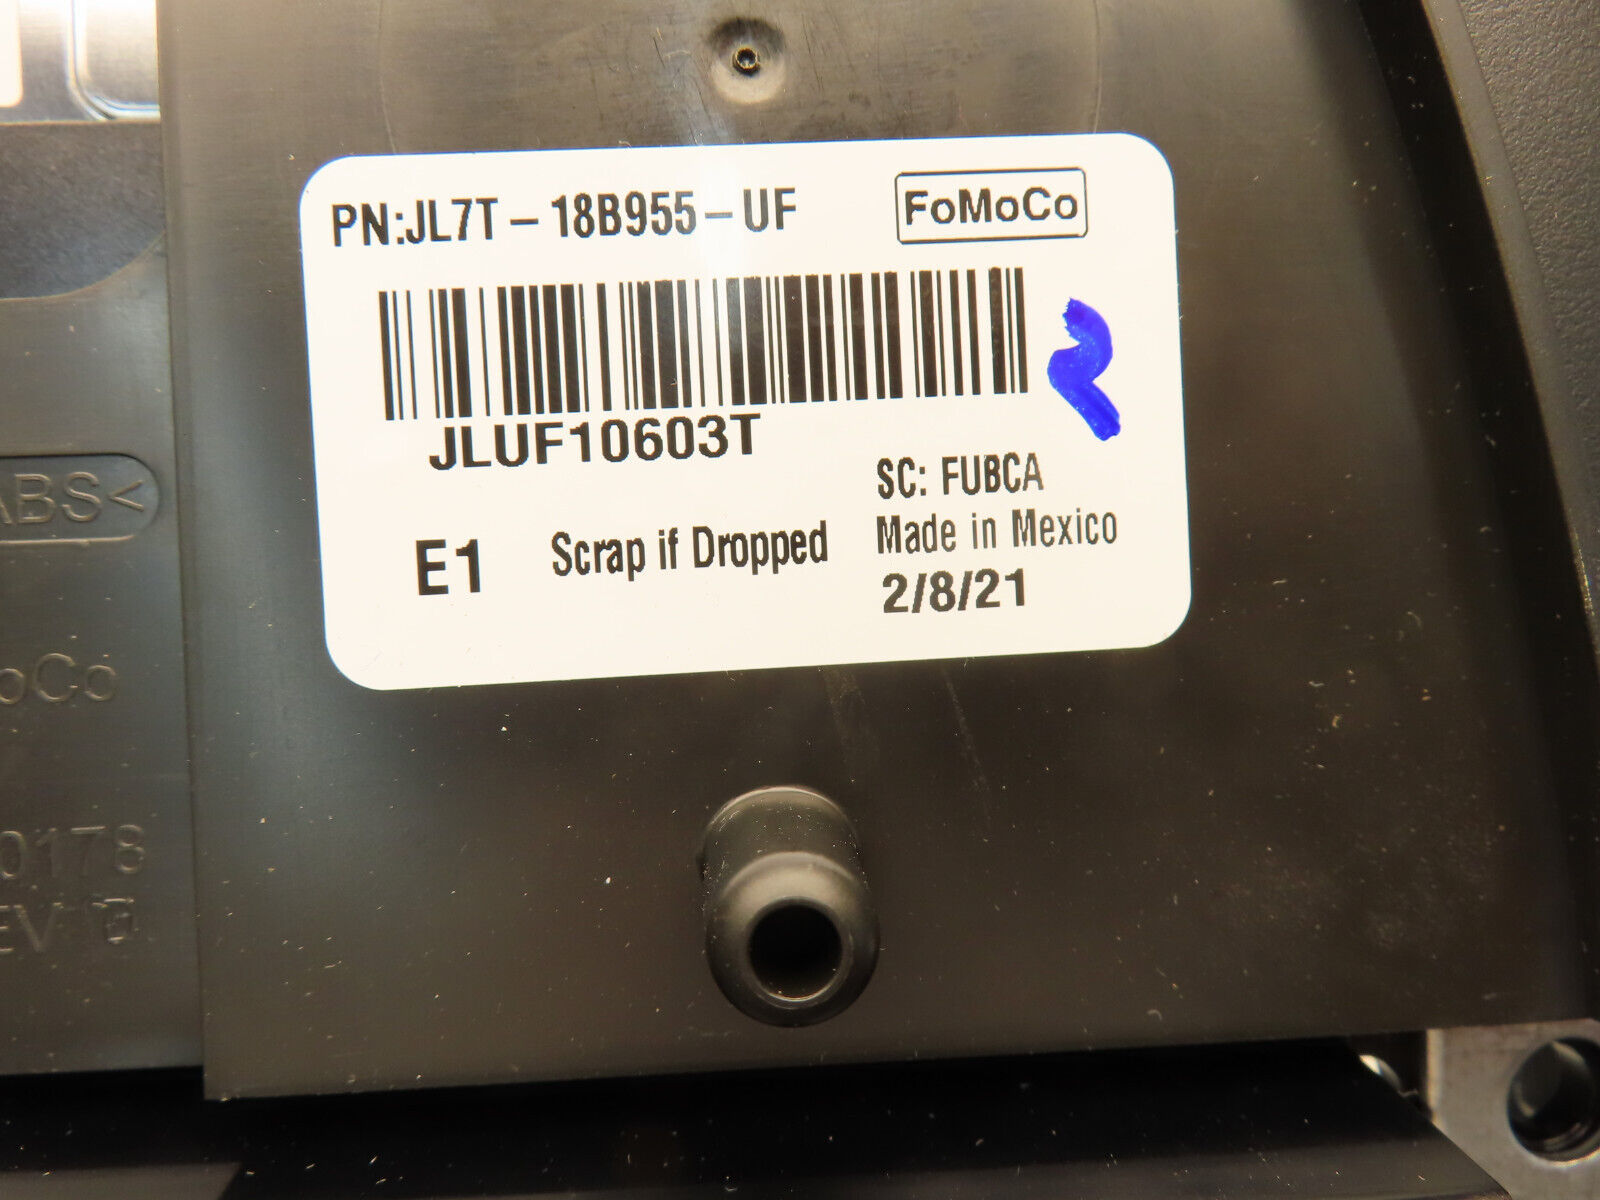 PN:JL7T-18B955-UF
FoMoCo
JLUF10603T
SC: FUBCA
E1 Scrap if Dropped
Made in Mexico
2/8/21
ABS<
oCo
0178
EV